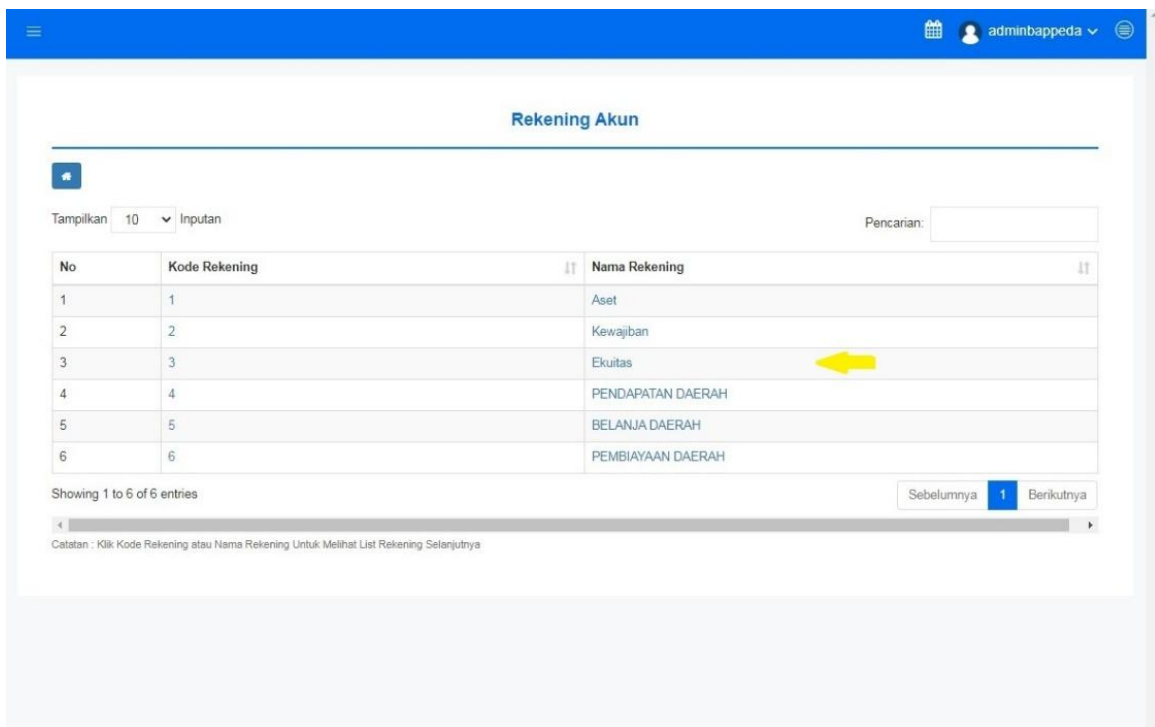 adminbappeda
Rekening Akun
Tampilkan 10 Inputan
Pencarian:
No Kode Rekening Nama Rekening
1 1 Aset
2 2 Kewajiban
3 3 Ekuitas
4 4 PENDAPATAN DAERAH
5 5 BELANJA DAERAH
6 6 PEMBIAYAAN DAERAH
Showing 1 to 6 of 6 entries
Sebelumnya 1 Berikutnya
Catatan : Klik Kode Rekening atau Nama Rekening Untuk Melihat List Rekening Selanjutnya